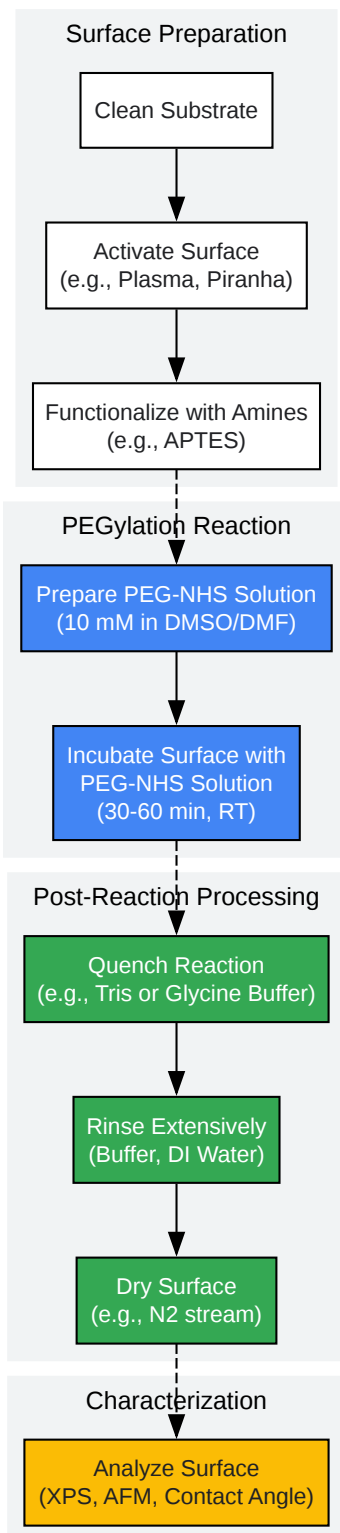 Surface Preparation
Clean Substrate
Activate Surface
(e.g., Plasma, Piranha)
Functionalize with Amines
(e.g., APTES)
PEGylation Reaction
Prepare PEG-NHS Solution
(10 mM in DMSO/DMF)
Incubate Surface with
PEG-NHS Solution
(30-60 min, RT)
Post-Reaction Processing
Quench Reaction
(e.g., Tris or Glycine Buffer)
Rinse Extensively
(Buffer, DI Water)
Dry Surface
(e.g., N2 stream)
Characterization
Analyze Surface
(XPS, AFM, Contact Angle)